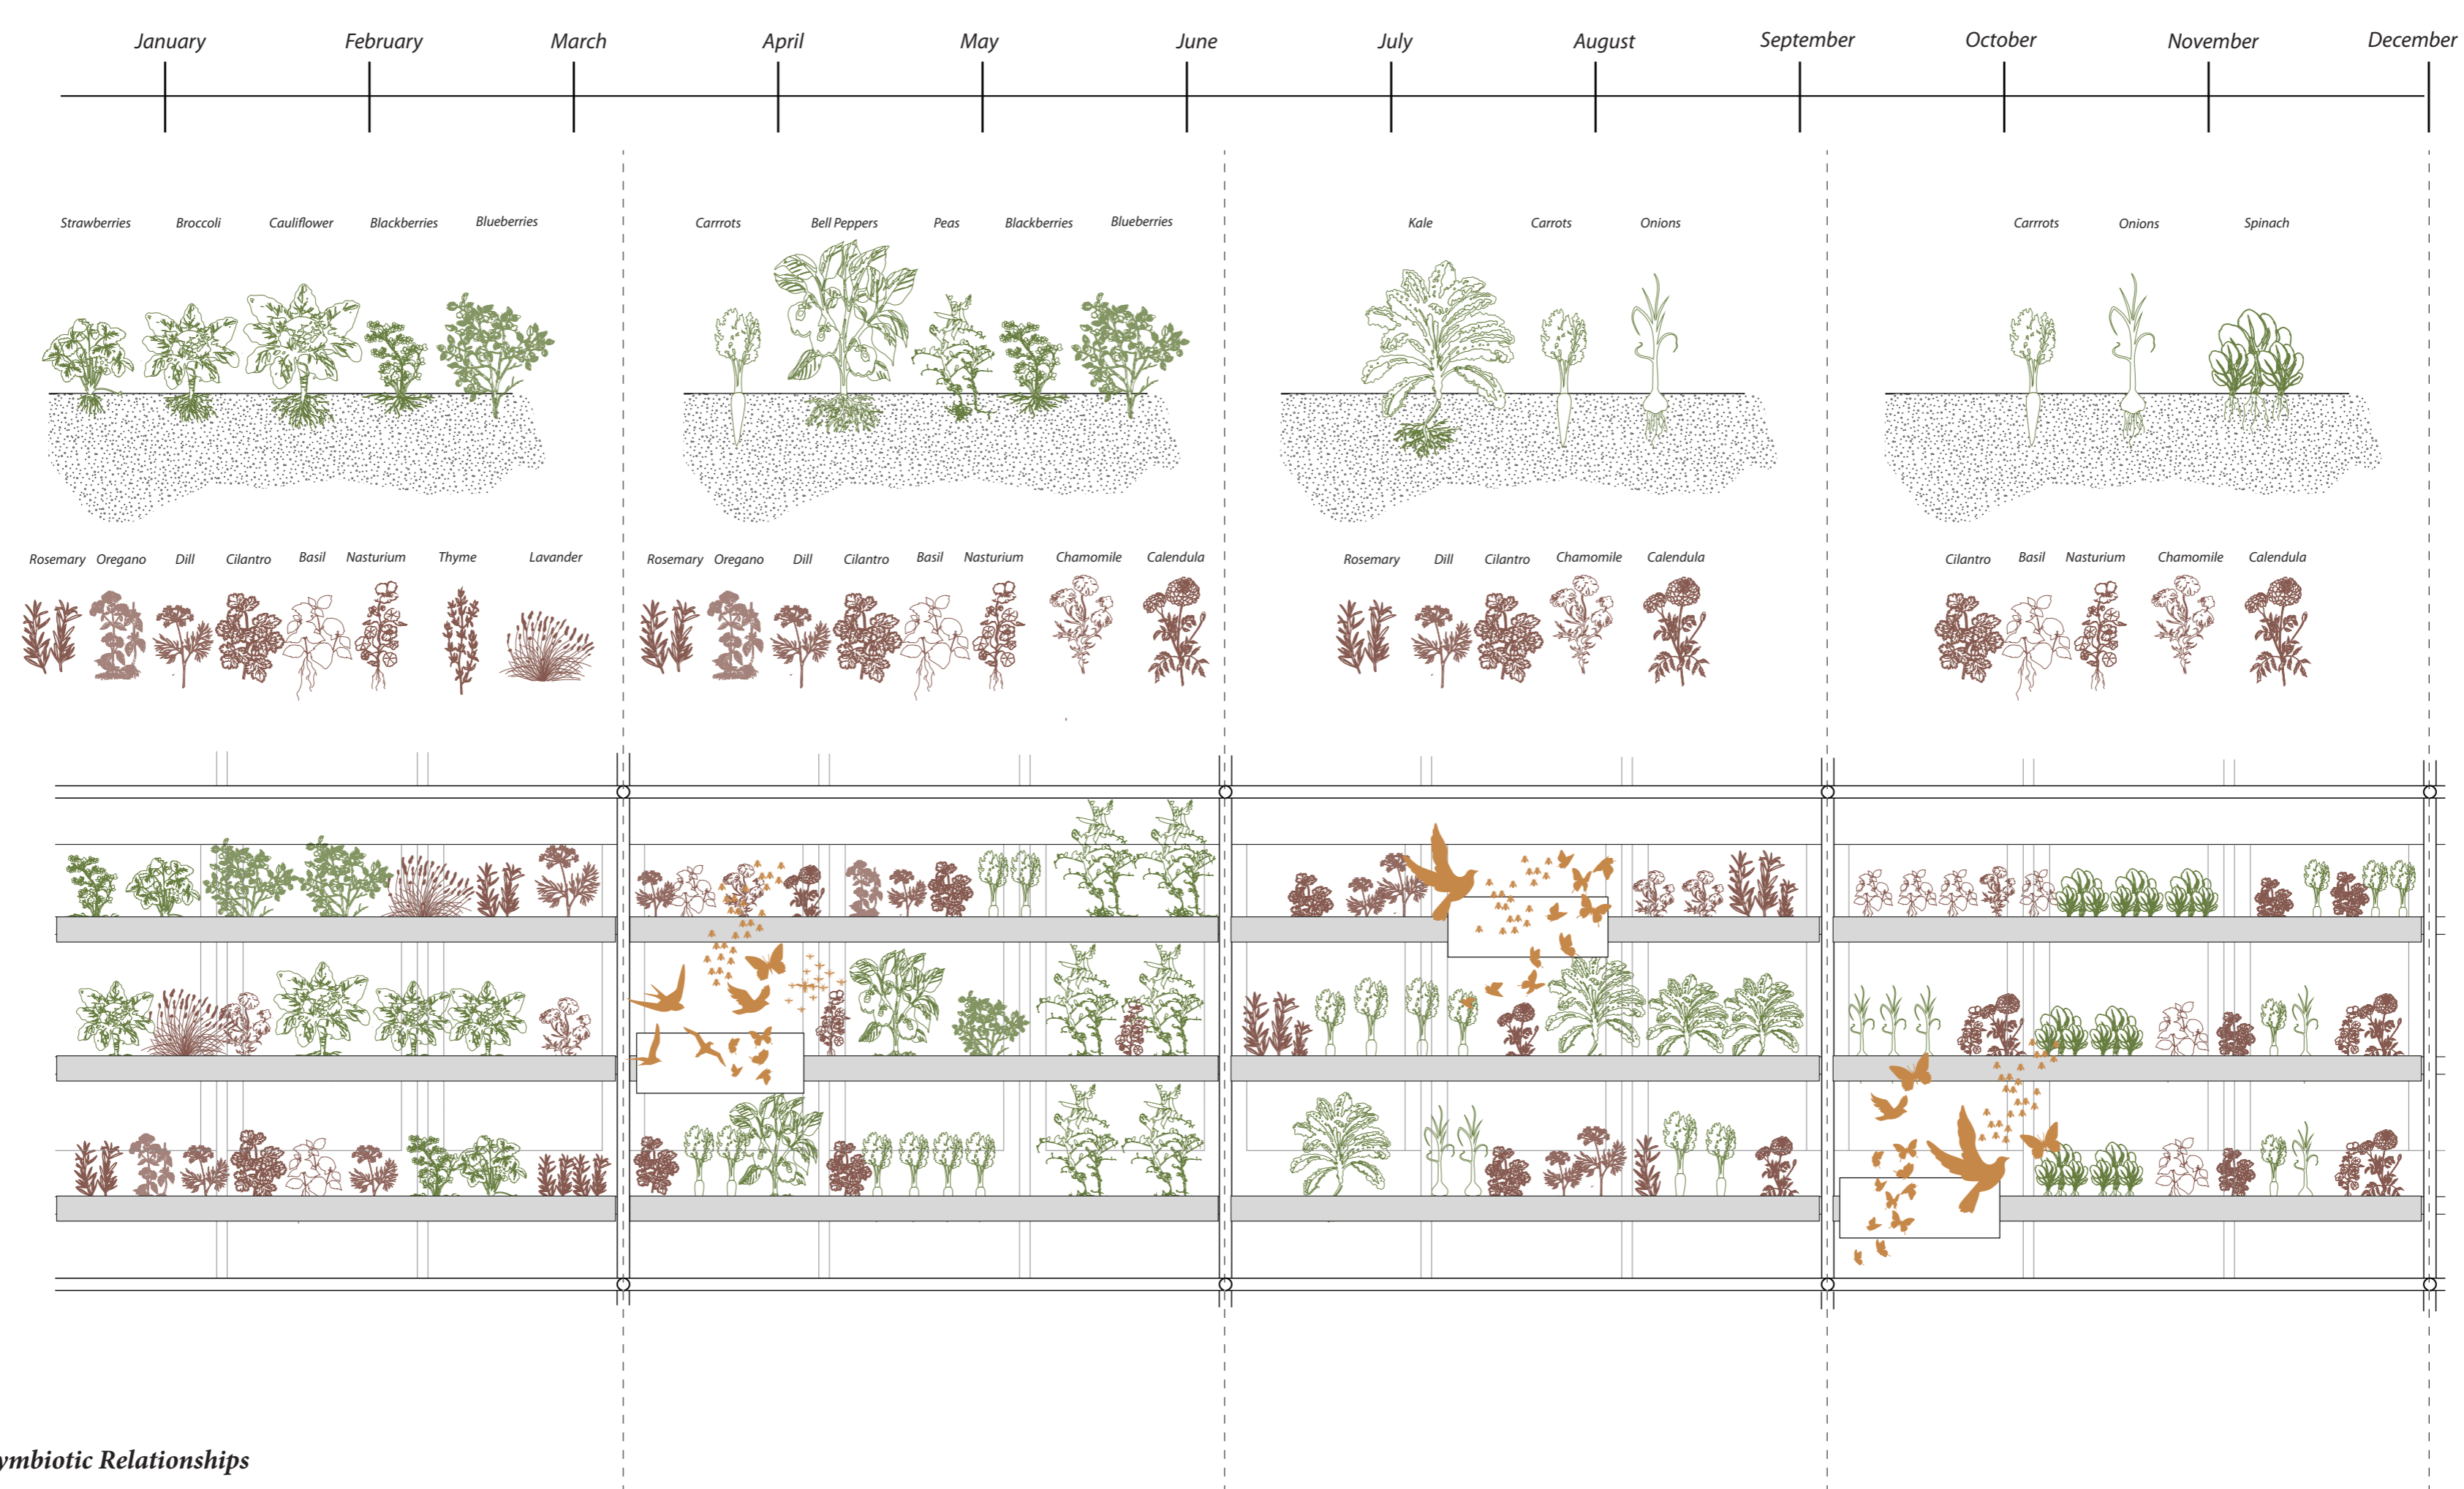 January February March April May June July August September October November December
Strawberries Broccoli Cauliflower Blackberries Blueberries Carrrots Bell Peppers Peas Blackberries Blueberries Kale Carrots Onions Carrrots Onions Spinach
Rosemary Oregano Dill Cilantro Basil Nasturium Thyme Lavander Rosemary Oregano Dill Cilantro Basil Nasturium Chamomile Calendula Rosemary Dill Cilantro Chamomile Calendula Cilantro Basil Nasturium Chamomile Calendula
ymbiotic Relationships